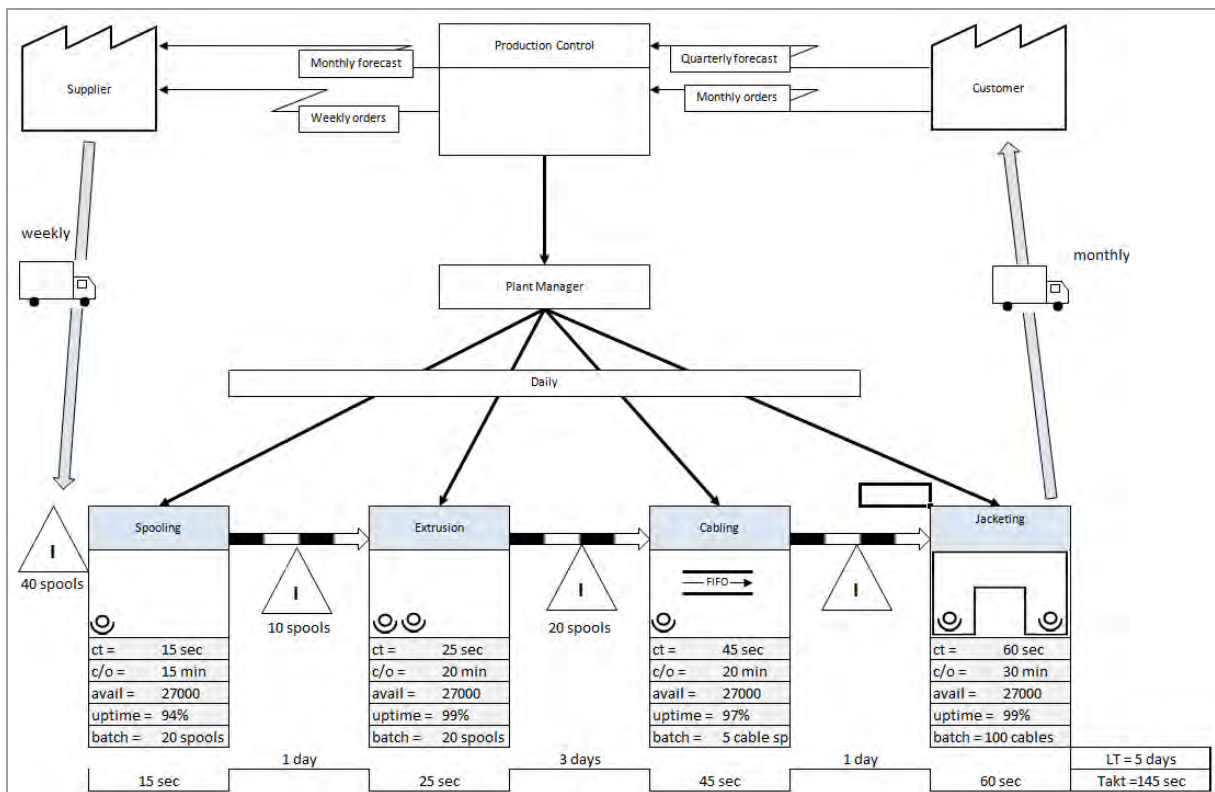 Production Control
Monthly forecast
Quarterly forecast
Supplier
Customer
Weekly orders
Monthly orders
weekly
monthly
Plant Manager
Daily
Spooling
Extrusion
Cabling
Jacketing
I
40 spools
I
10 spools
I
20 spools
FIFO
I
ct = 15 sec
c/o = 15 min
avail = 27000
uptime = 94%
batch = 20 spools
ct = 25 sec
c/o = 20 min
avail = 27000
uptime = 99%
batch = 20 spools
ct = 45 sec
c/o = 20 min
avail = 27000
uptime = 97%
batch = 5 cable sp
ct = 60 sec
c/o = 30 min
avail = 27000
uptime = 99%
batch = 100 cables
1 day
3 days
1 day
LT = 5 days
15 sec
25 sec
45 sec
60 sec
Takt =145 sec